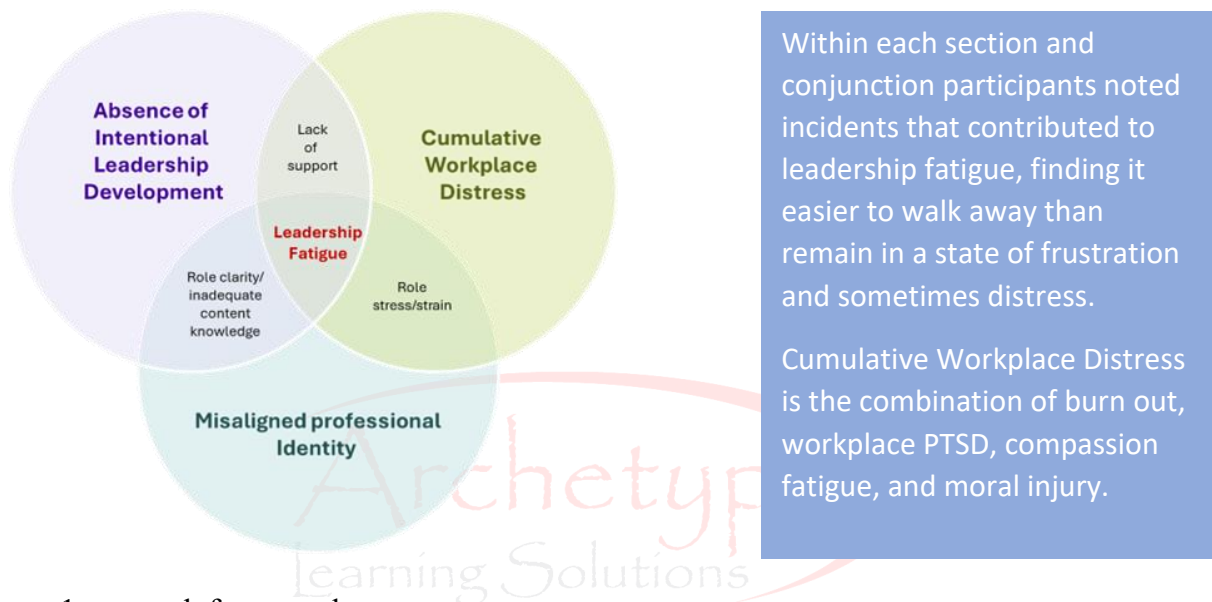 Absence of
Intentional
Leadership
Development
Lack
of
support
Cumulative
Workplace
Distress
Leadership
Fatigue
Role clarity/
inadequate
content
knowledge
Role
stress/strain
Misaligned professional
Identity
Within each section and
conjunction participants noted
incidents that contributed to
leadership fatigue, finding it
easier to walk away than
remain in a state of frustration
and sometimes distress.
Cumulative Workplace Distress
is the combination of burn out,
workplace PTSD, compassion
fatigue, and moral injury.
Archetyp
Learning Solutions